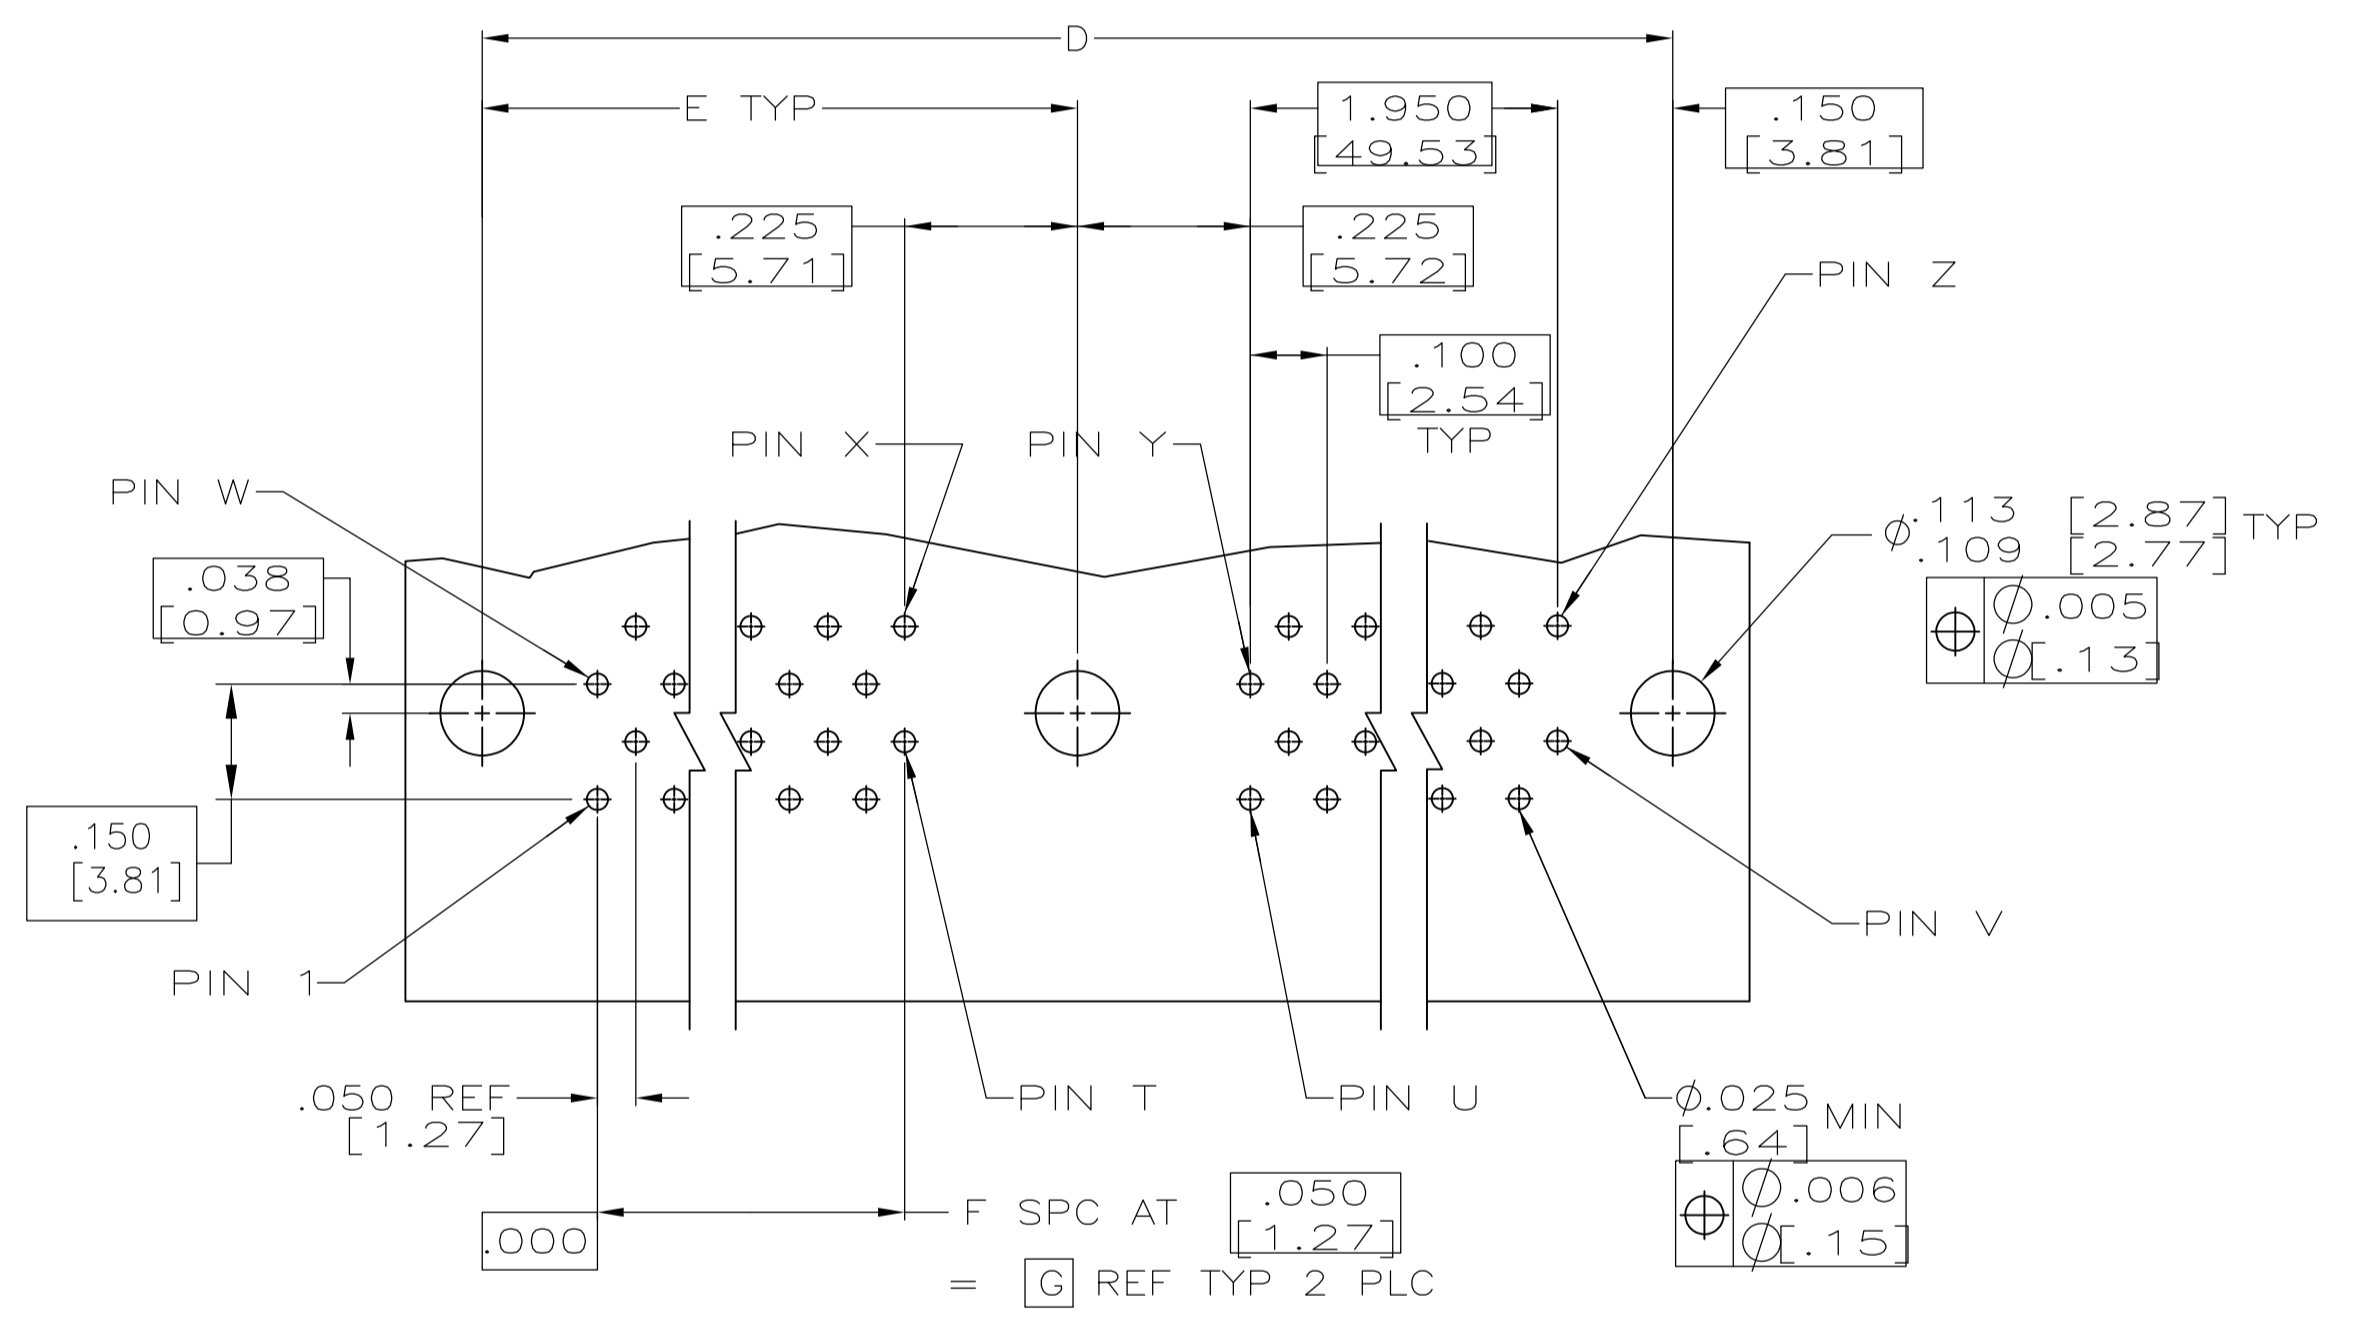 D
E TYP
1.950
[49.53]
.150
[3.81]
.225
[5.71]
.225
[5.72]
PIN Z
.100
[2.54]
TYP
PIN X
PIN Y
PIN W
⌀.113 [2.87] TYP
.109 [2.77]
⌀.005
⌀[.13]
.038
[0.97]
.150
[3.81]
PIN V
PIN 1
.050 REF
[1.27]
PIN T
PIN U
⌀.025 MIN
[.64]
⌀.006
⌀[.15]
.000
F SPC AT .050
[1.27]
= G REF TYP 2 PLC